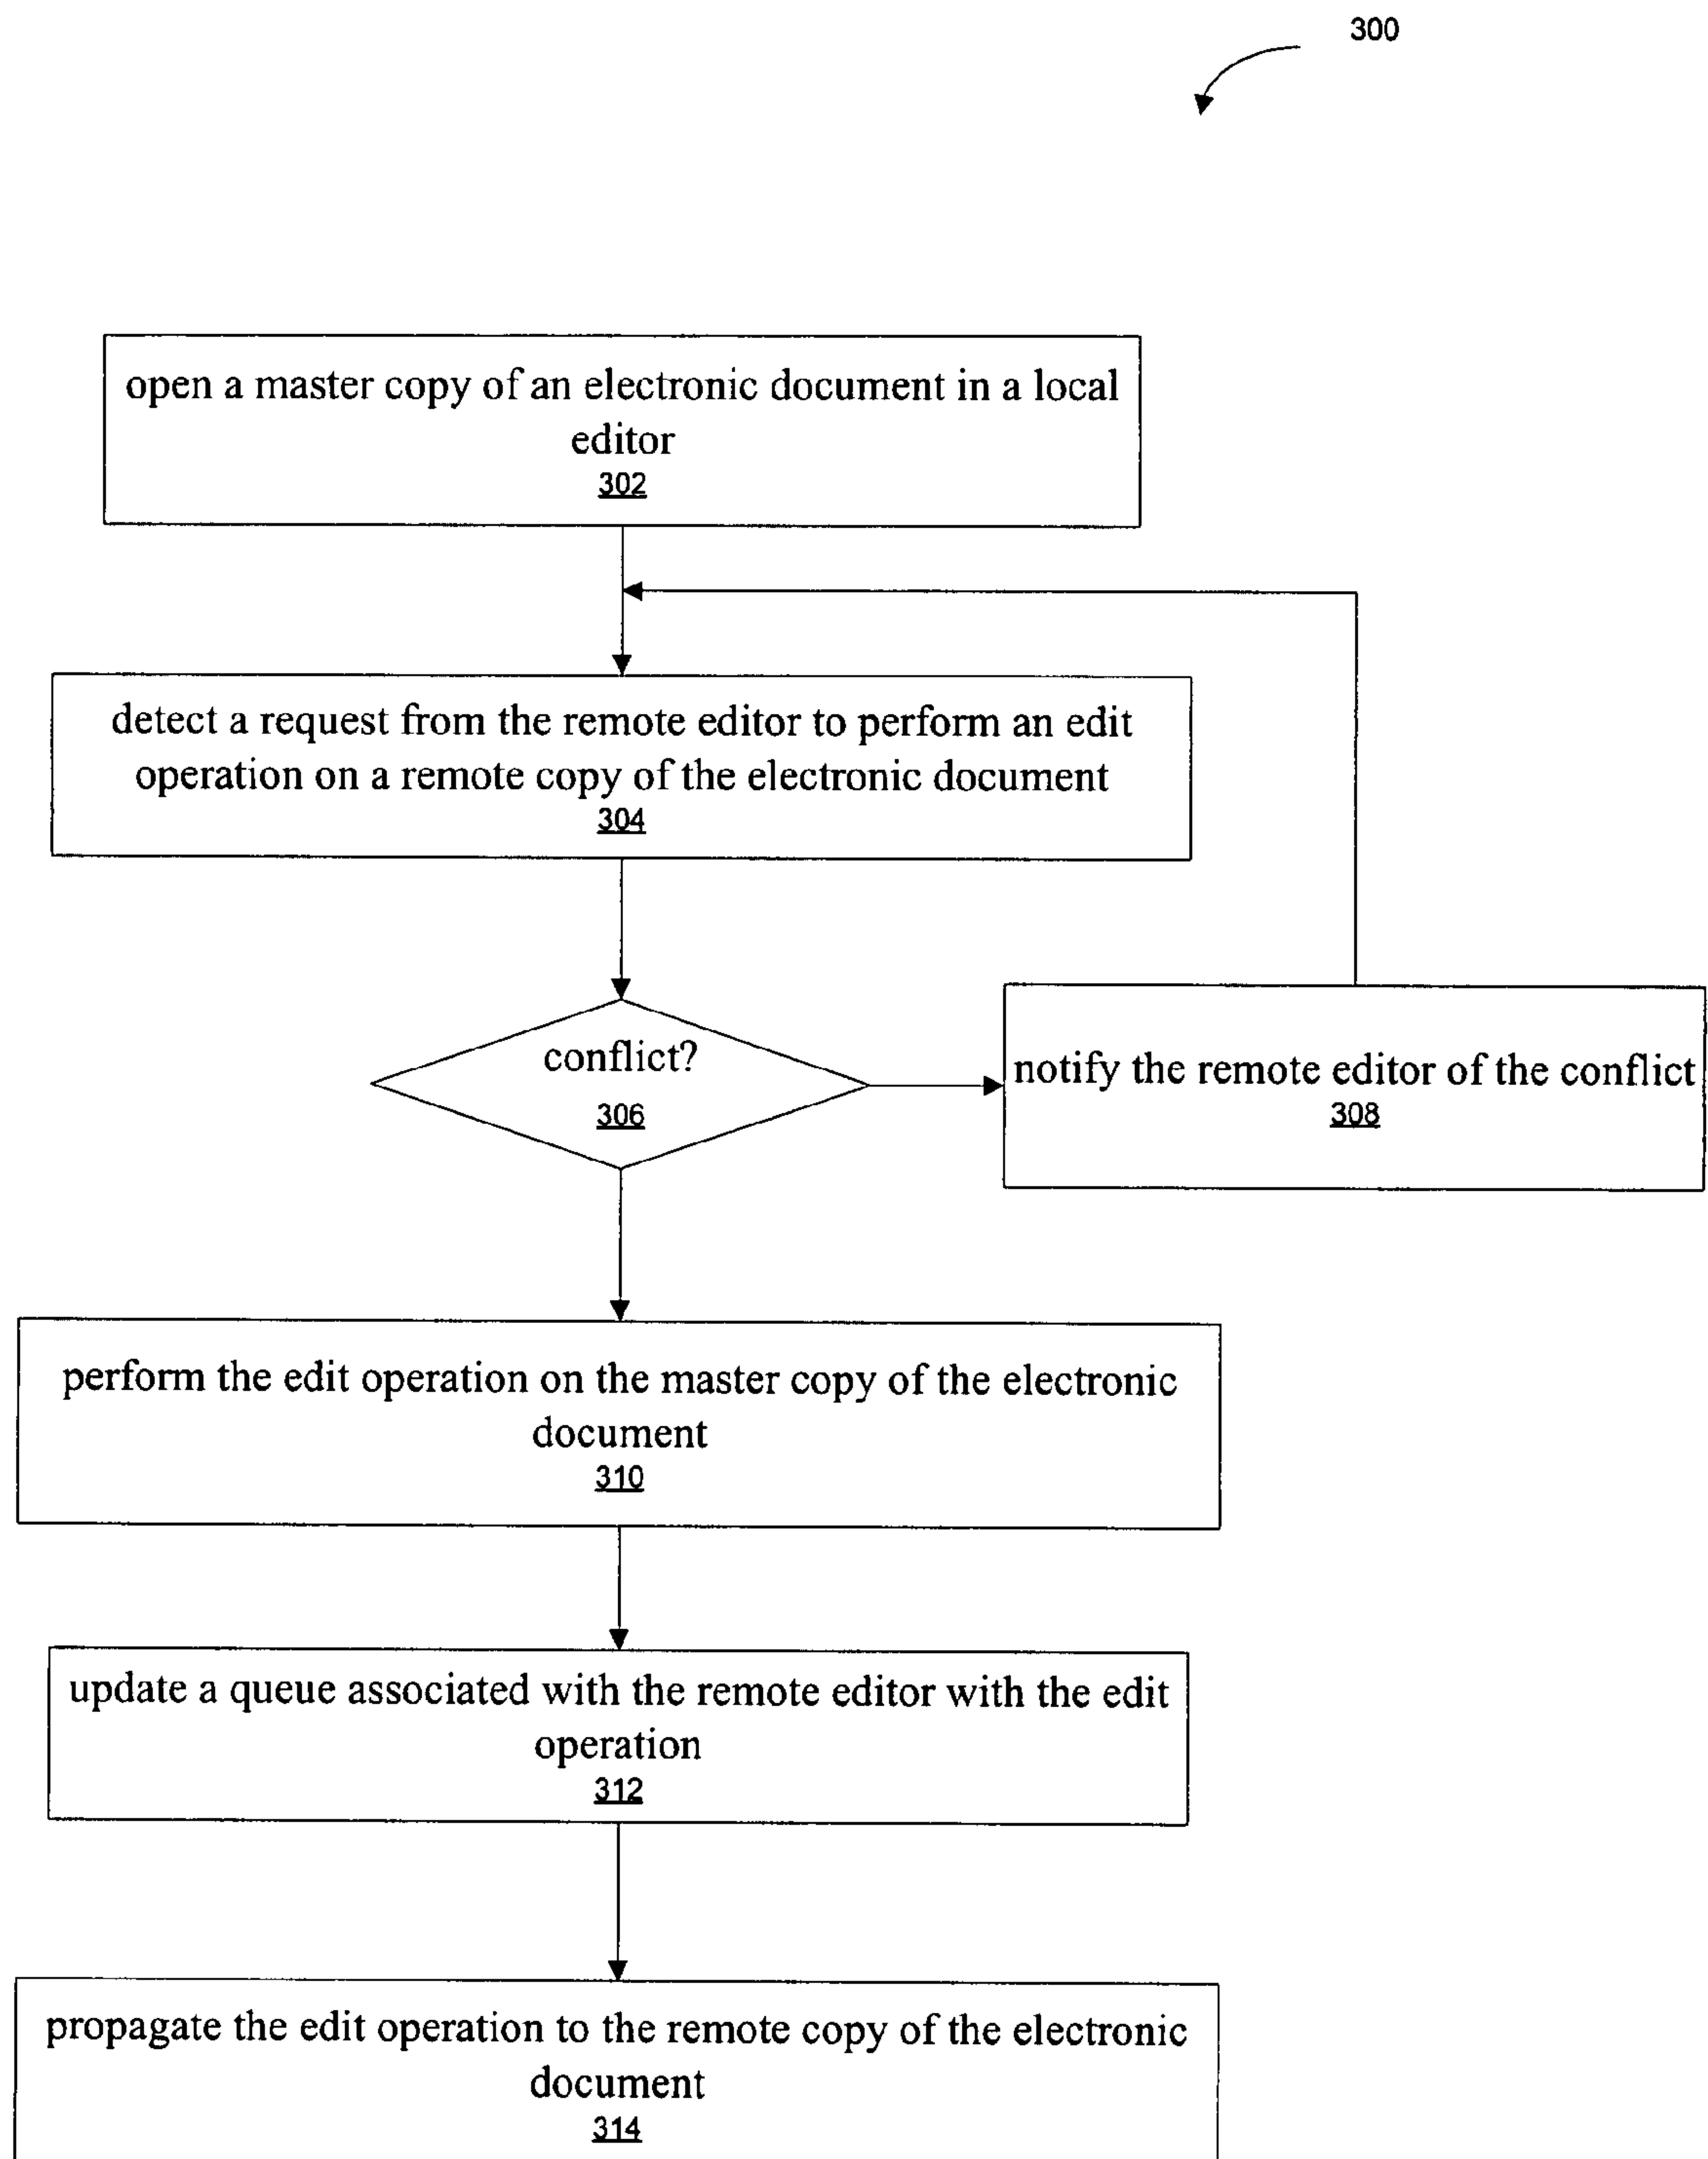 300
open a master copy of an electronic document in a local
editor
302
detect a request from the remote editor to perform an edit
operation on a remote copy of the electronic document
304
conflict?
306
notify the remote editor of the conflict
308
perform the edit operation on the master copy of the electronic
document
310
update a queue associated with the remote editor with the edit
operation
312
propagate the edit operation to the remote copy of the electronic
document
314